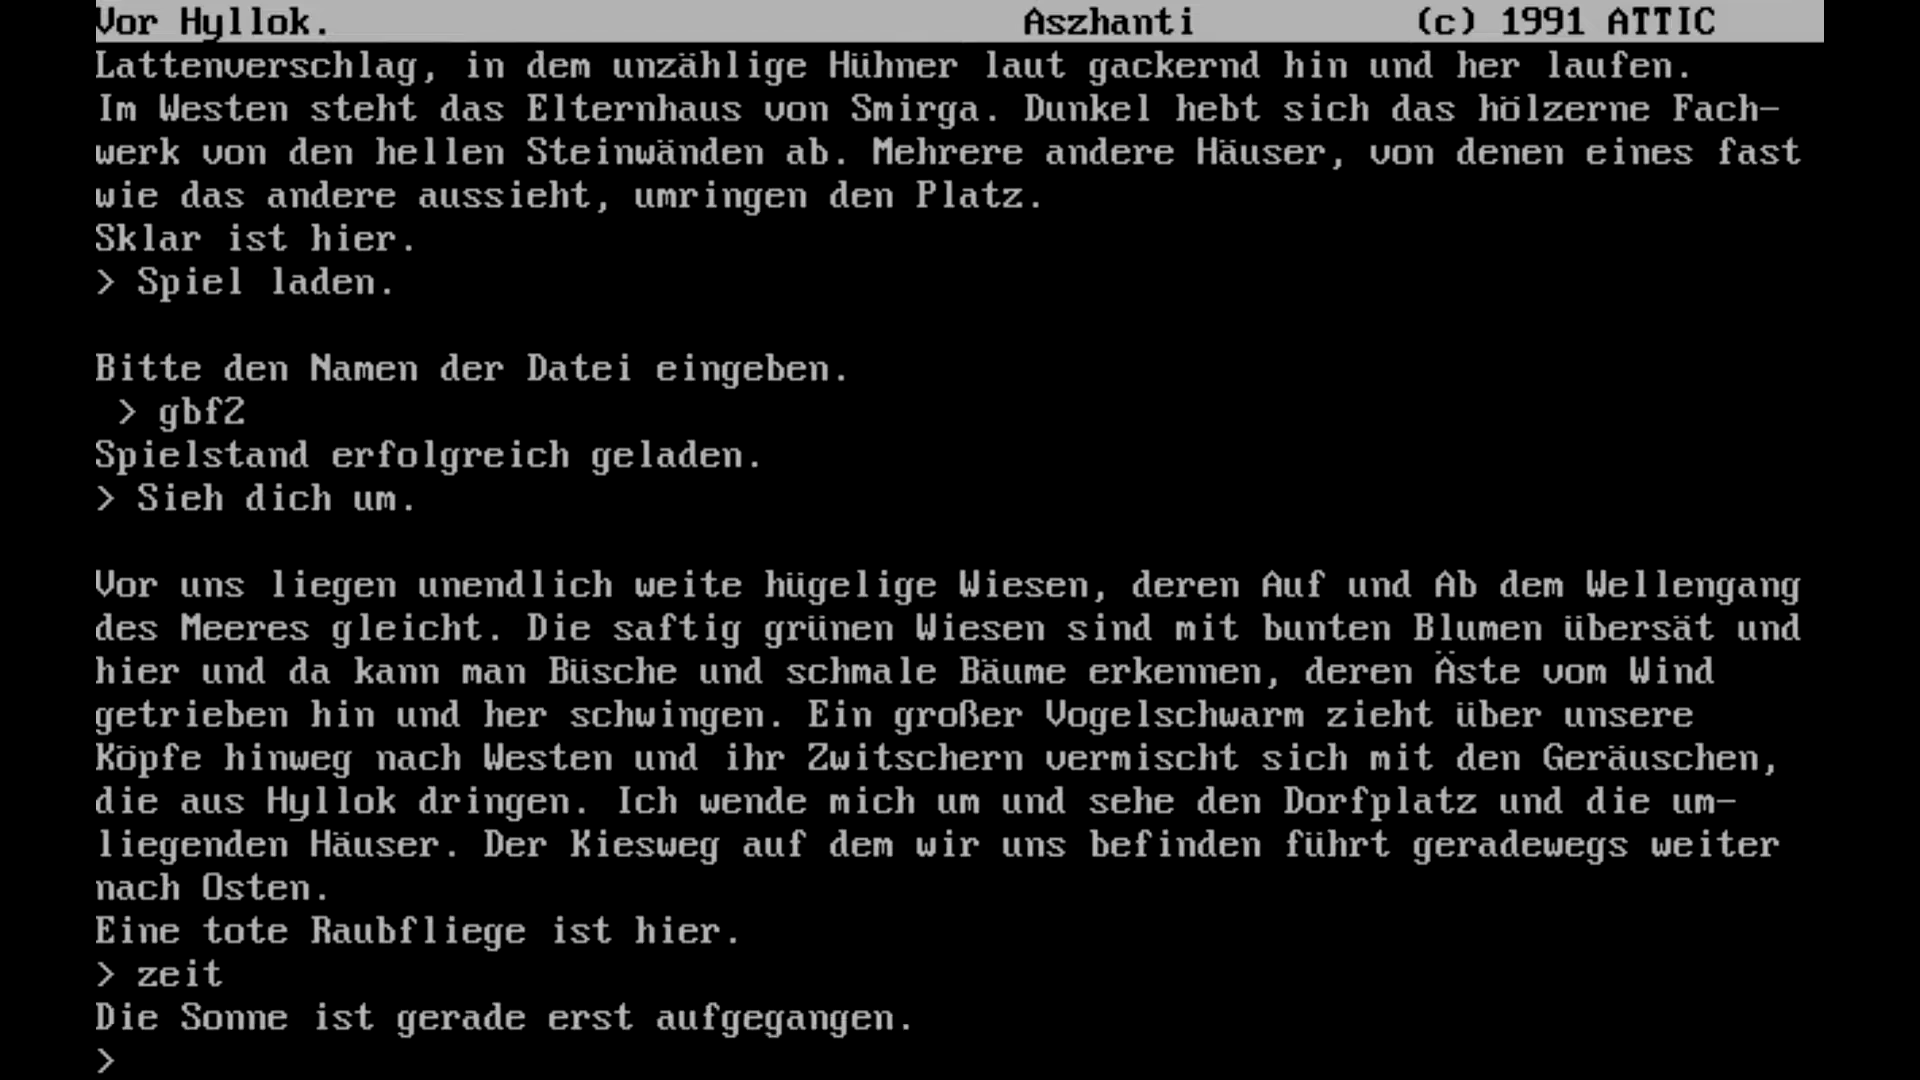 Vor Hyllok. Aszhanti (c) 1991 ATTIC
Lattenverschlag, in dem unzählige Hühner laut gackernd hin und her laufen.
Im Westen steht das Elternhaus von Smirga. Dunkel hebt sich das hölzerne Fach-
werk von den hellen Steinwänden ab. Mehrere andere Häuser, von denen eines fast
wie das andere aussieht, umringen den Platz.
Sklar ist hier.
> Spiel laden.
Bitte den Namen der Datei eingeben.
> gbf2
Spielstand erfolgreich geladen.
> Sieh dich um.
Vor uns liegen unendlich weite hügelige Wiesen, deren Auf und Ab dem Wellengang
des Meeres gleicht. Die saftig grünen Wiesen sind mit bunten Blumen übersät und
hier und da kann man Büsche und schmale Bäume erkennen, deren Äste vom Wind
getrieben hin und her schwingen. Ein großer Vogelschwarm zieht über unsere
Köpfe hinweg nach Westen und ihr Zwitschern vermischt sich mit den Geräuschen,
die aus Hyllok dringen. Ich wende mich um und sehe den Dorfplatz und die um-
liegenden Häuser. Der Kiesweg auf dem wir uns befinden führt geradewegs weiter
nach Osten.
Eine tote Raubfliege ist hier.
> zeit
Die Sonne ist gerade erst aufgegangen.
>